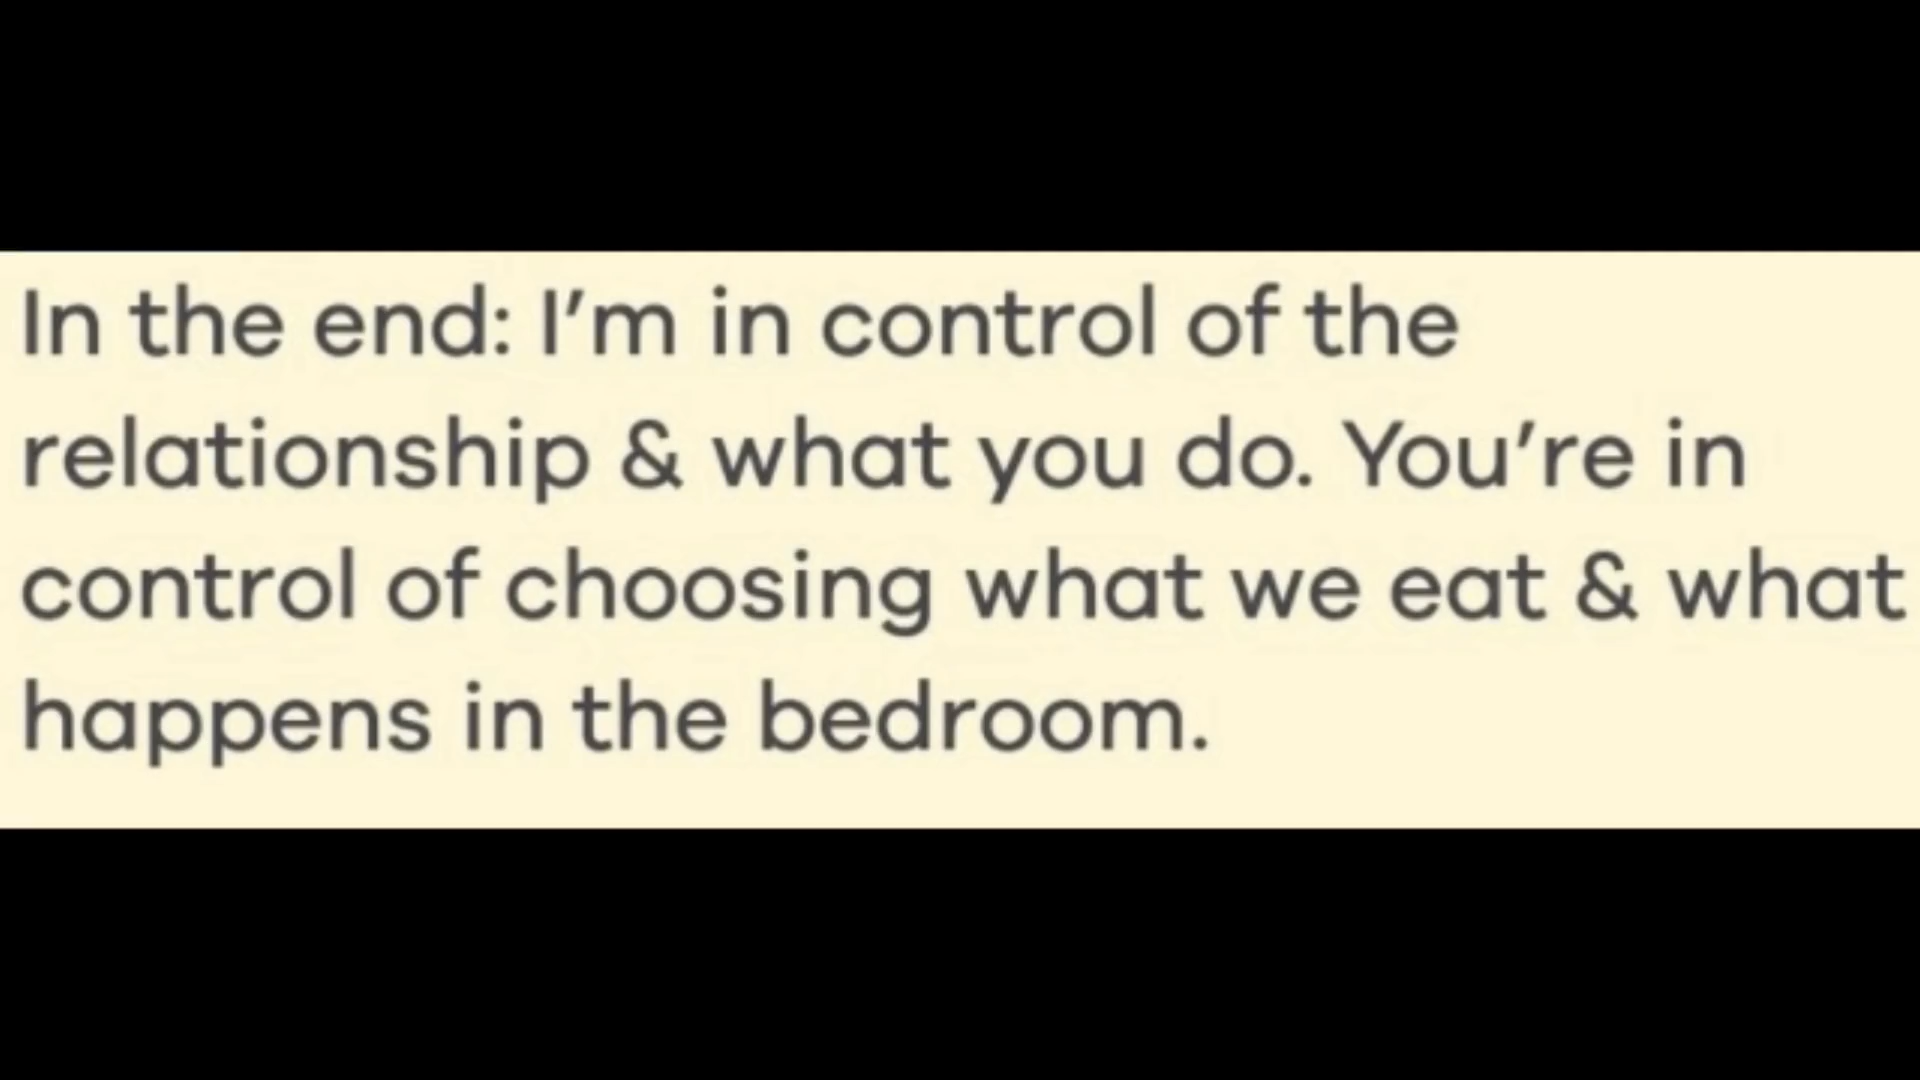 In the end: I’m in control of the
relationship & what you do. You’re in
control of choosing what we eat & what
happens in the bedroom.